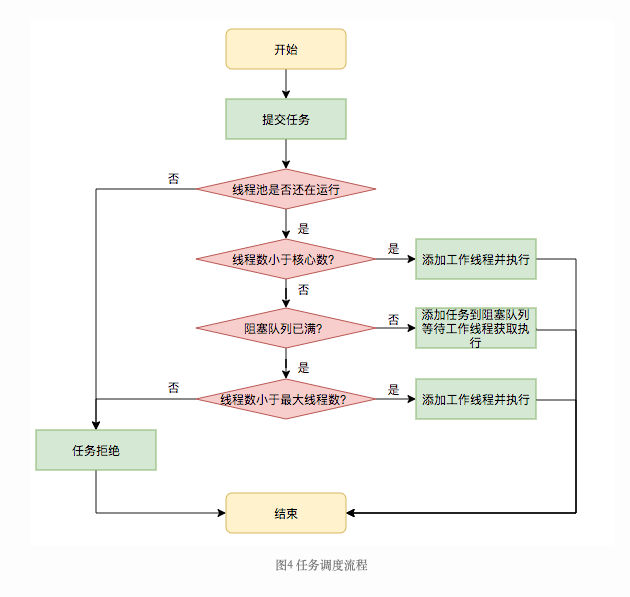 开始
提交任务
否
线程池是否还在运行
是
线程数小于核心数?
是
添加工作线程并执行
否
阻塞队列已满?
否
添加任务到阻塞队列
等待工作线程获取执
行
是
否
线程数小于最大线程数?
是
添加工作线程并执行
任务拒绝
结束
图4 任务调度流程